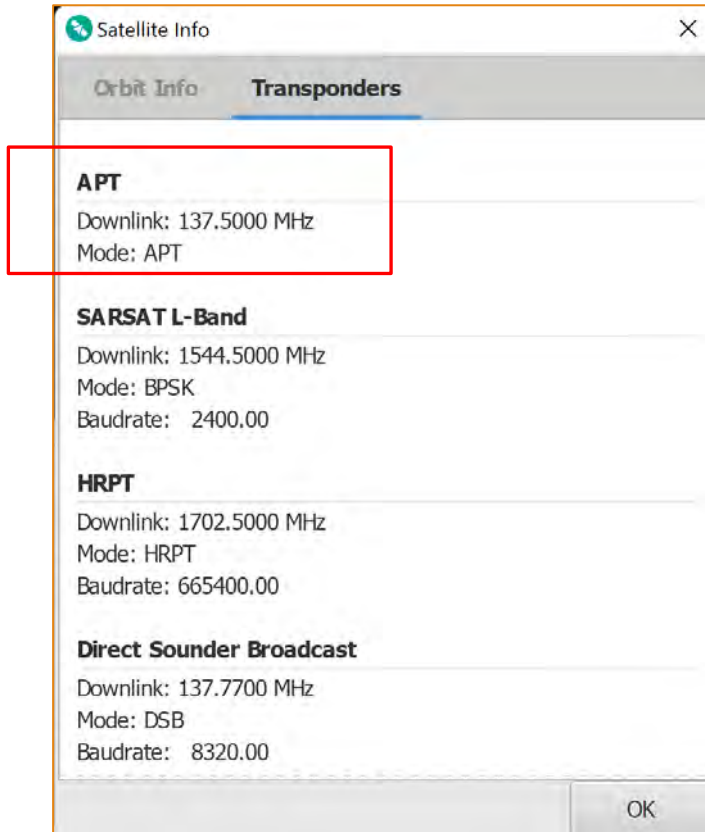 Satellite Info
Orbit Info Transponders
APT
Downlink: 137.5000 MHz
Mode: APT
SARSAT L-Band
Downlink: 1544.5000 MHz
Mode: BPSK
Baudrate: 2400.00
HRPT
Downlink: 1702.5000 MHz
Mode: HRPT
Baudrate: 665400.00
Direct Sounder Broadcast
Downlink: 137.7700 MHz
Mode: DSB
Baudrate: 8320.00
OK